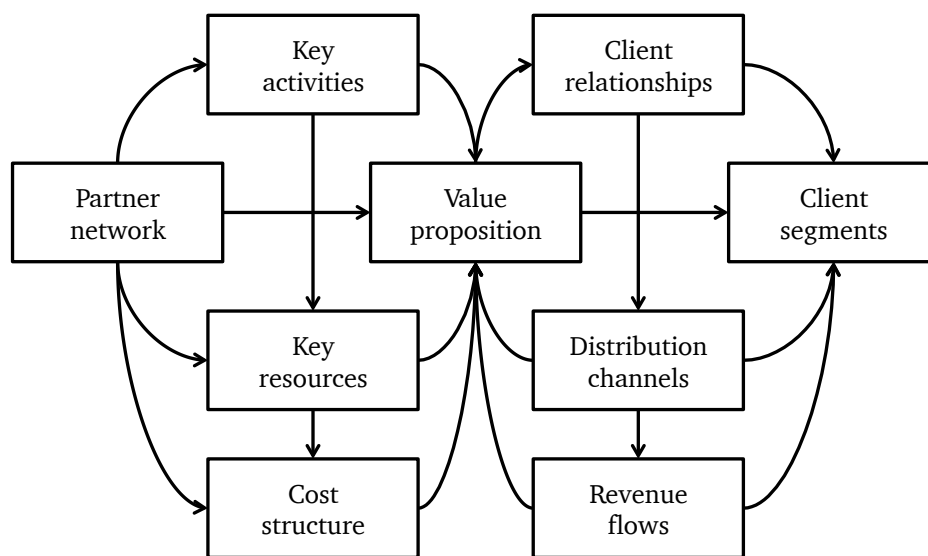 Key
activities
Client
relationships
Partner
network
Value
proposition
Client
segments
Key
resources
Distribution
channels
Cost
structure
Revenue
flows